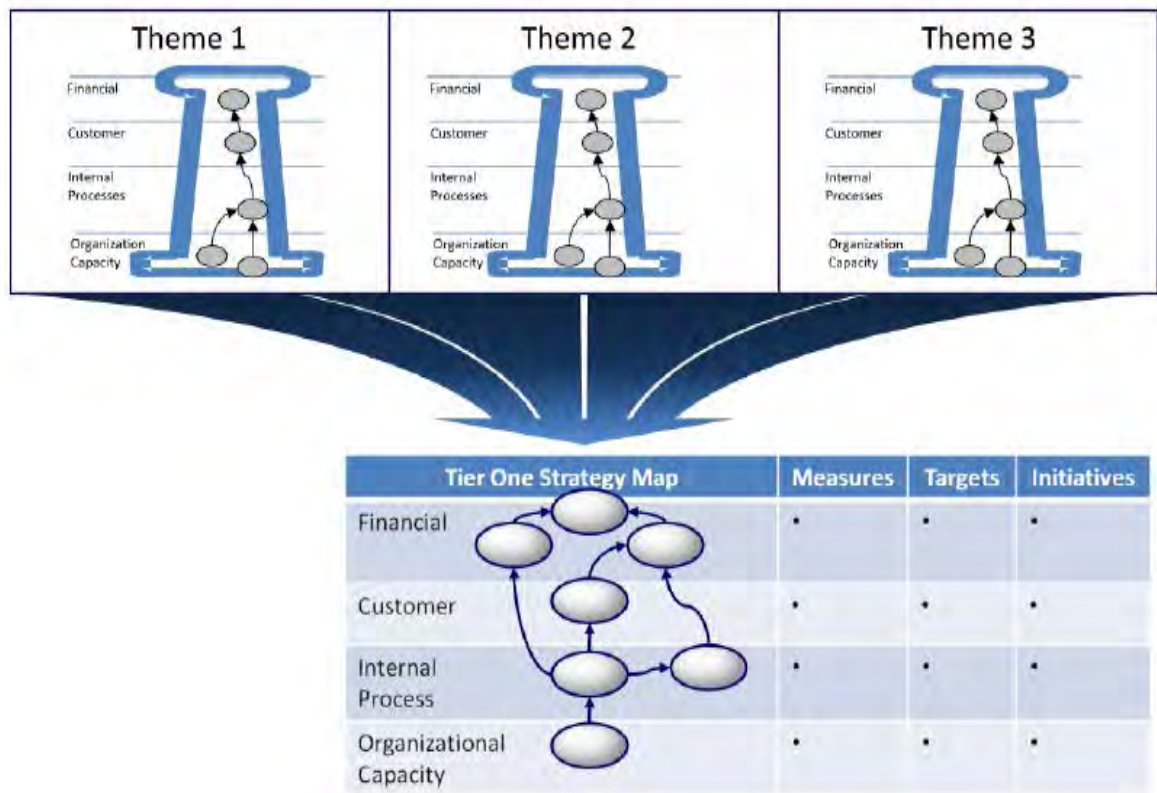 Theme 1
Financial
Customer
Internal
Processes
Organization
Capacity
Theme 2
Financial
Customer
Internal
Processes
Organization
Capacity
Theme 3
Financial
Customer
Internal
Processes
Organization
Capacity
Tier One Strategy Map Measures Targets Initiatives
Financial • • •
Customer • • •
Internal • • •
Process
Organizational • • •
Capacity